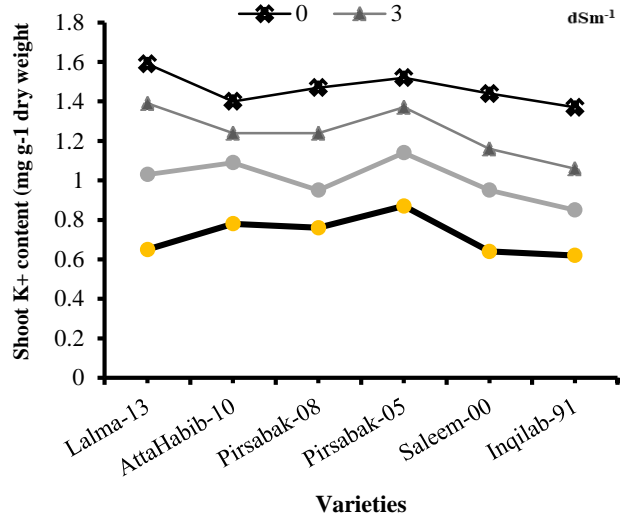 0 3 dSm-1
Shoot K+ content (mg g-1 dry weight
1.8
1.6
1.4
1.2
1
0.8
0.6
0.4
0.2
0
Lalma-13
AttaHabib-10
Pirsabak-08
Pirsabak-05
Saleem-00
Inqilab-91
Varieties